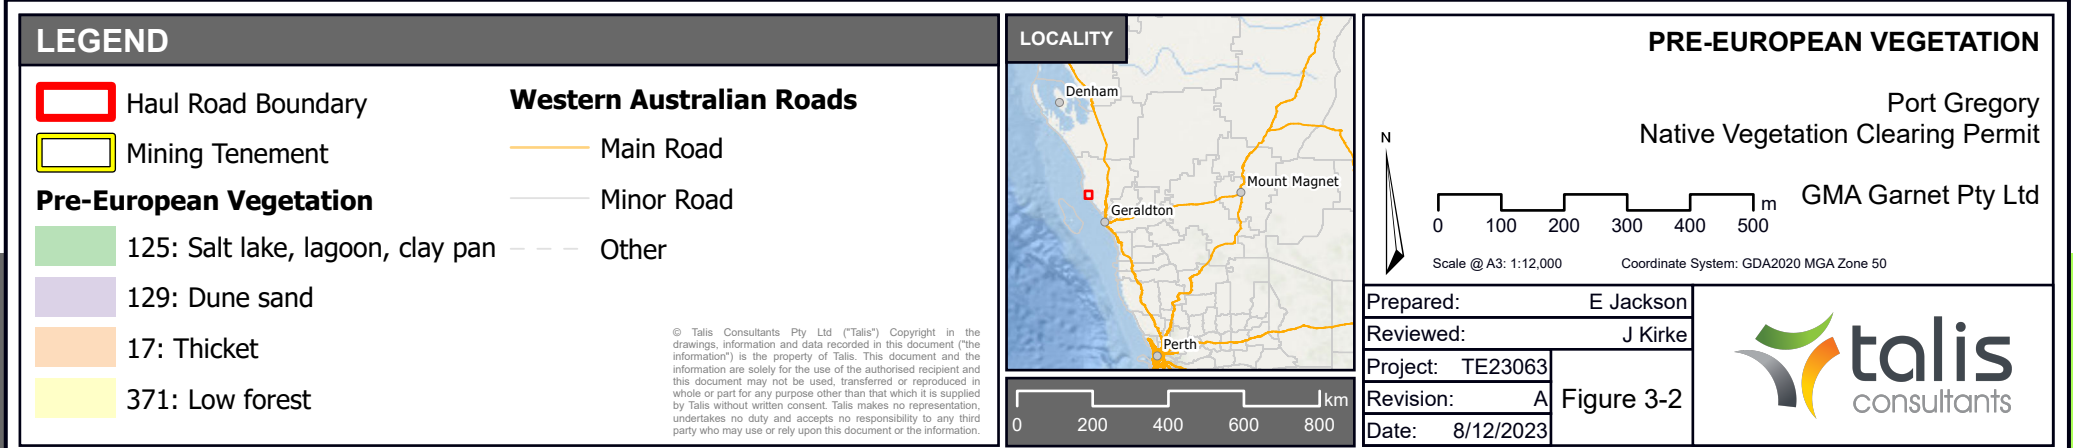 LEGEND
Haul Road Boundary
Mining Tenement
Pre-European Vegetation
125: Salt lake, lagoon, clay pan
129: Dune sand
17: Thicket
371: Low forest
Western Australian Roads
Main Road
Minor Road
Other
© Talis Consultants Pty Ltd ("Talis") Copyright in the
drawings, information and data recorded in this document ("the
information") is the property of Talis. This document and the
information are solely for the use of the authorised recipient and
this document may not be used, transferred or reproduced in
whole or part for any purpose other than that which it is supplied
by Talis without written consent. Talis makes no representation,
undertakes no duty and accepts no responsibility to any third
party who may use or rely upon this document or the information.
LOCALITY
Denham
Mount Magnet
Geraldton
Perth
km
0 200 400 600 800
PRE-EUROPEAN VEGETATION
Port Gregory
Native Vegetation Clearing Permit
GMA Garnet Pty Ltd
N
m
0 100 200 300 400 500
Scale @ A3: 1:12,000 Coordinate System: GDA2020 MGA Zone 50
Prepared: E Jackson
Reviewed: J Kirke
Project: TE23063
Revision: A
Date: 8/12/2023
Figure 3-2
talis
consultants